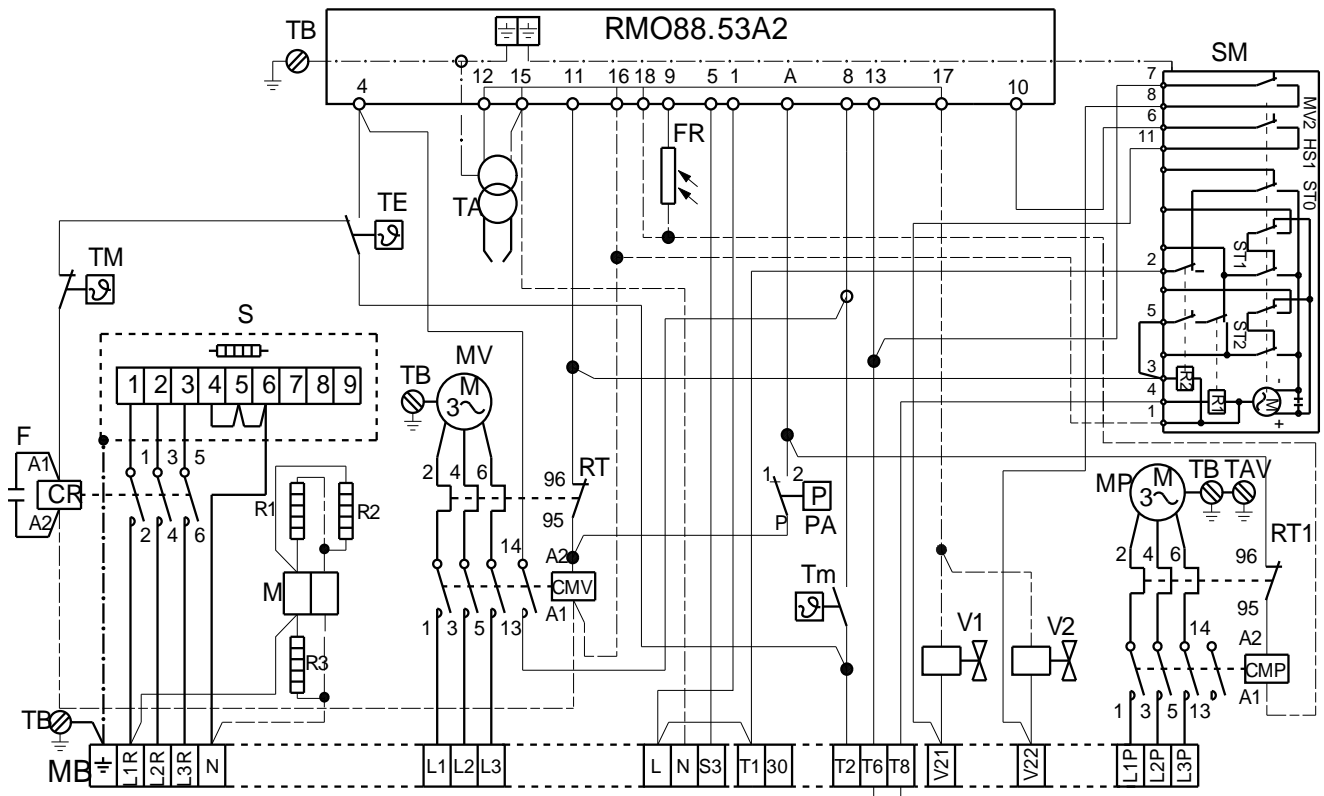 RMO88.53A2
TB
SM
4 12 15 11 16 18 9 5 1 A 8 13 17 10
7
8
6
11
2
5
3
4
1
MV2 HS1 ST0
ST1
ST2
R2
R1
M
-
+
FR
TA
TE
ϑ
TM
ϑ
S
1 2 3 4 5 6 7 8 9
F
A1
CR
A2
1 3 5
2 4 6
R1
R2
M
R3
TB
MV
M
3~
2 4 6
RT
96
95
14
A2
CMV
A1
1 3 5 13
1 2
P
P
PA
Tm
ϑ
V1
V2
MP
M
3~
TB TAV
2 4 6
RT1
96
95
14
A2
CMP
A1
1 3 5 13
TB
MB
L1R L2R L3R N
L1 L2 L3
L N S3 T1 30 T2 T6 T8 V21 V22
L1P L2P L3P